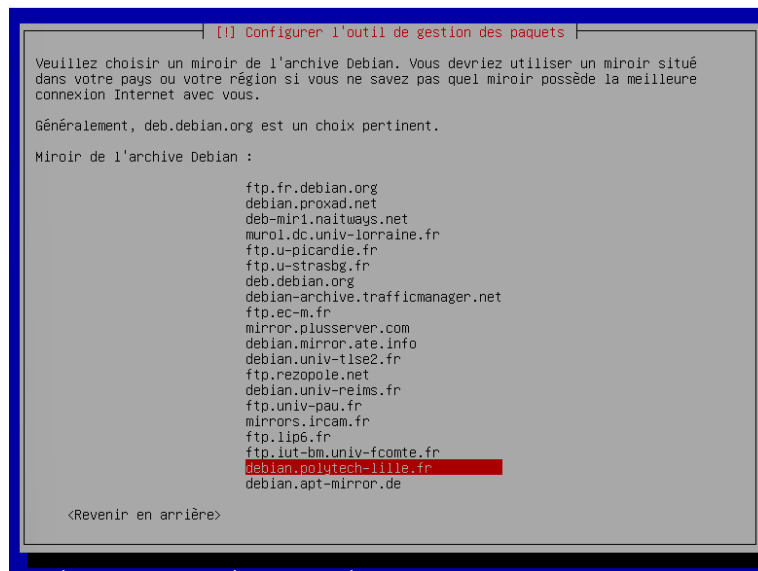 [!] Configurer l'outil de gestion des paquets
Veuillez choisir un miroir de l'archive Debian. Vous devriez utiliser un miroir situé
dans votre pays ou votre région si vous ne savez pas quel miroir possède la meilleure
connexion Internet avec vous.
Généralement, deb.debian.org est un choix pertinent.
Miroir de l'archive Debian :
ftp.fr.debian.org
debian.proxad.net
deb-mir1.naitways.net
murol.dc.univ-lorraine.fr
ftp.u-picardie.fr
ftp.u-strasbg.fr
deb.debian.org
debian-archive.trafficmanager.net
ftp.ec-m.fr
mirror.plusserver.com
debian.mirror.ate.info
debian.univ-tlse2.fr
ftp.rezopole.net
debian.univ-reims.fr
ftp.univ-pau.fr
mirrors.ircam.fr
ftp.lip6.fr
ftp.iut-bm.univ-fcomte.fr
debian.polytech-lille.fr
debian.apt-mirror.de
<Revenir en arrière>